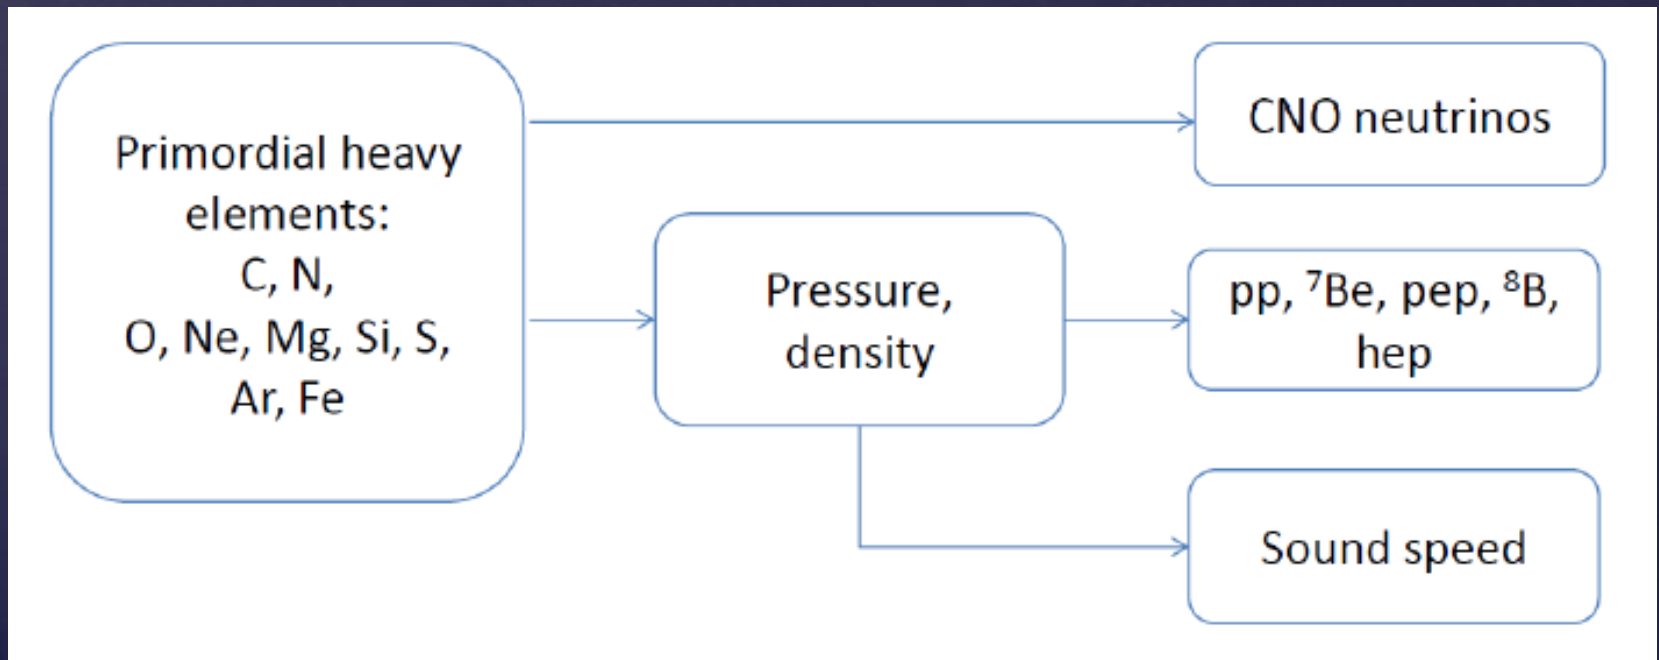 Primordial heavy
elements:
C, N,
O, Ne, Mg, Si, S,
Ar, Fe
CNO neutrinos
Pressure,
density
pp, ⁷Be, pep, ⁸B,
hep
Sound speed